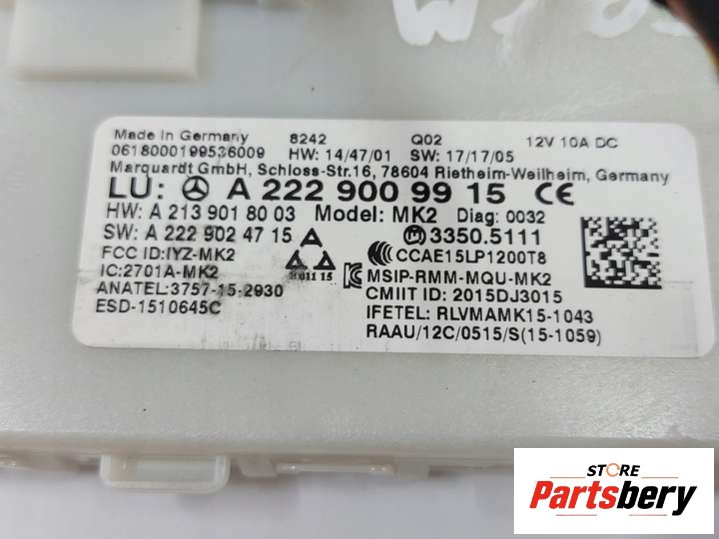 Made in Germany 8242 Q02 12V 10A DC
0618000199536009 HW: 14/47/01 SW: 17/17/05
Marquardt GmbH, Schloss-Str.16, 78604 Rietheim-Weilheim, Germany
LU: A 222 900 99 15 CE
HW: A 213 901 80 03 Model: MK2 Diag: 0032
SW: A 222 902 47 15 A 3350.5111
FCC ID:IYZ-MK2 CCAE15LP1200T8
IC:2701A-MK2 R011 15 MSIP-RMM-MQU-MK2
ANATEL:3757-15-2930 CMIIT ID: 2015DJ3015
ESD-1510645C IFETEL: RLVMAMK15-1043
RAAU/12C/0515/S(15-1059)
STORE
Partsbery